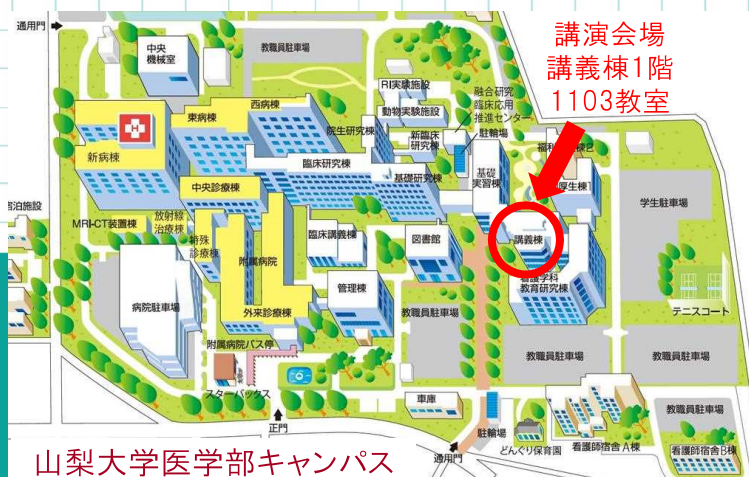 通用門
中央
機械室
教職員駐車場
講演会場
講義棟1階
1103教室
RI実験施設
動物実験施設
融合研究
臨床応用
推進センター
駐輪場
西病棟
東病棟
院生研究棟
新臨床
研究棟
新病棟
臨床研究棟
基礎研究棟
基礎
実習棟
中央診療棟
学生駐車場
MRI-CT装置棟
放射線
治療棟
特殊
診療棟
附属病院
臨床講義棟
図書館
講義棟
看護学科
教育研究棟
管理棟
病院駐車場
外来診療棟
教職員駐車場
テニスコート
附属病院バス停
スターバックス
教職員駐車場
教職員駐車場
車庫
教職員駐車場
正門
駐輪場
通用門
どんぐり保育園
看護師宿舎A棟
看護師宿舎B棟
山梨大学医学部キャンパス